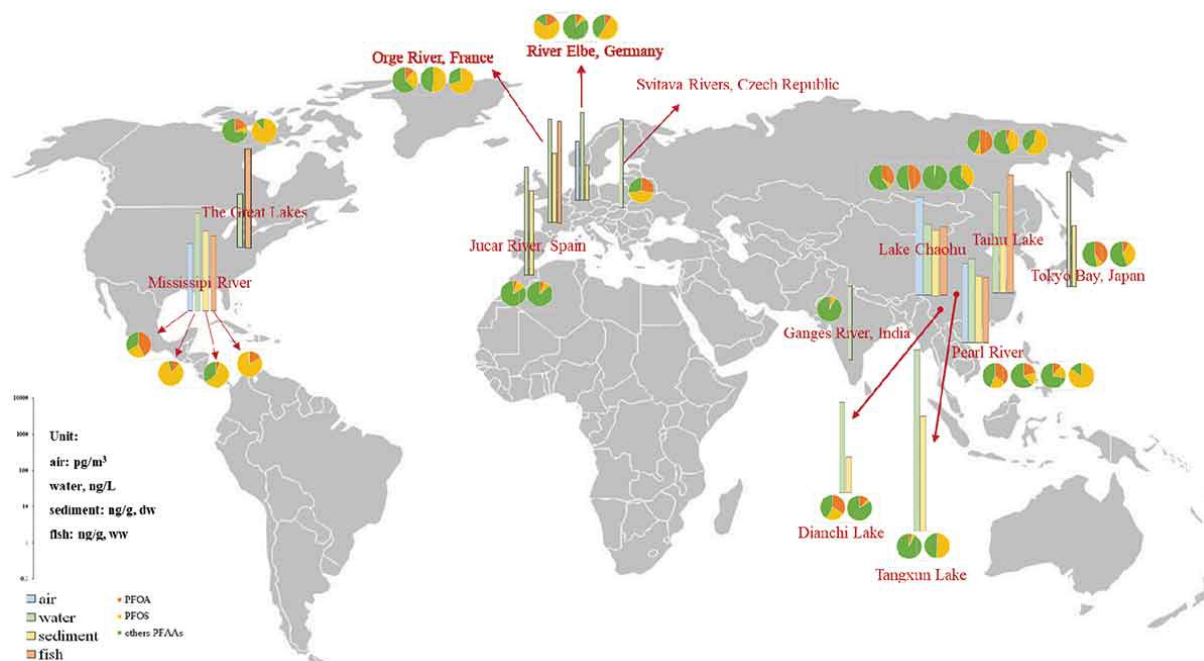 River Elbe, Germany
Orge River, France
Svitava Rivers, Czech Republic
The Great Lakes
Mississipi River
Jucar River, Spain
Lake Chaohu
Taihu Lake
Tokyo Bay, Japan
Ganges River, India
Pearl River
Dianchi Lake
Tangxun Lake
10000
1000
100
10
1
0.1
Unit:
air: pg/m³
water, ng/L
sediment: ng/g, dw
fish: ng/g, ww
air
water
sediment
fish
PFOA
PFOS
others PFAAs